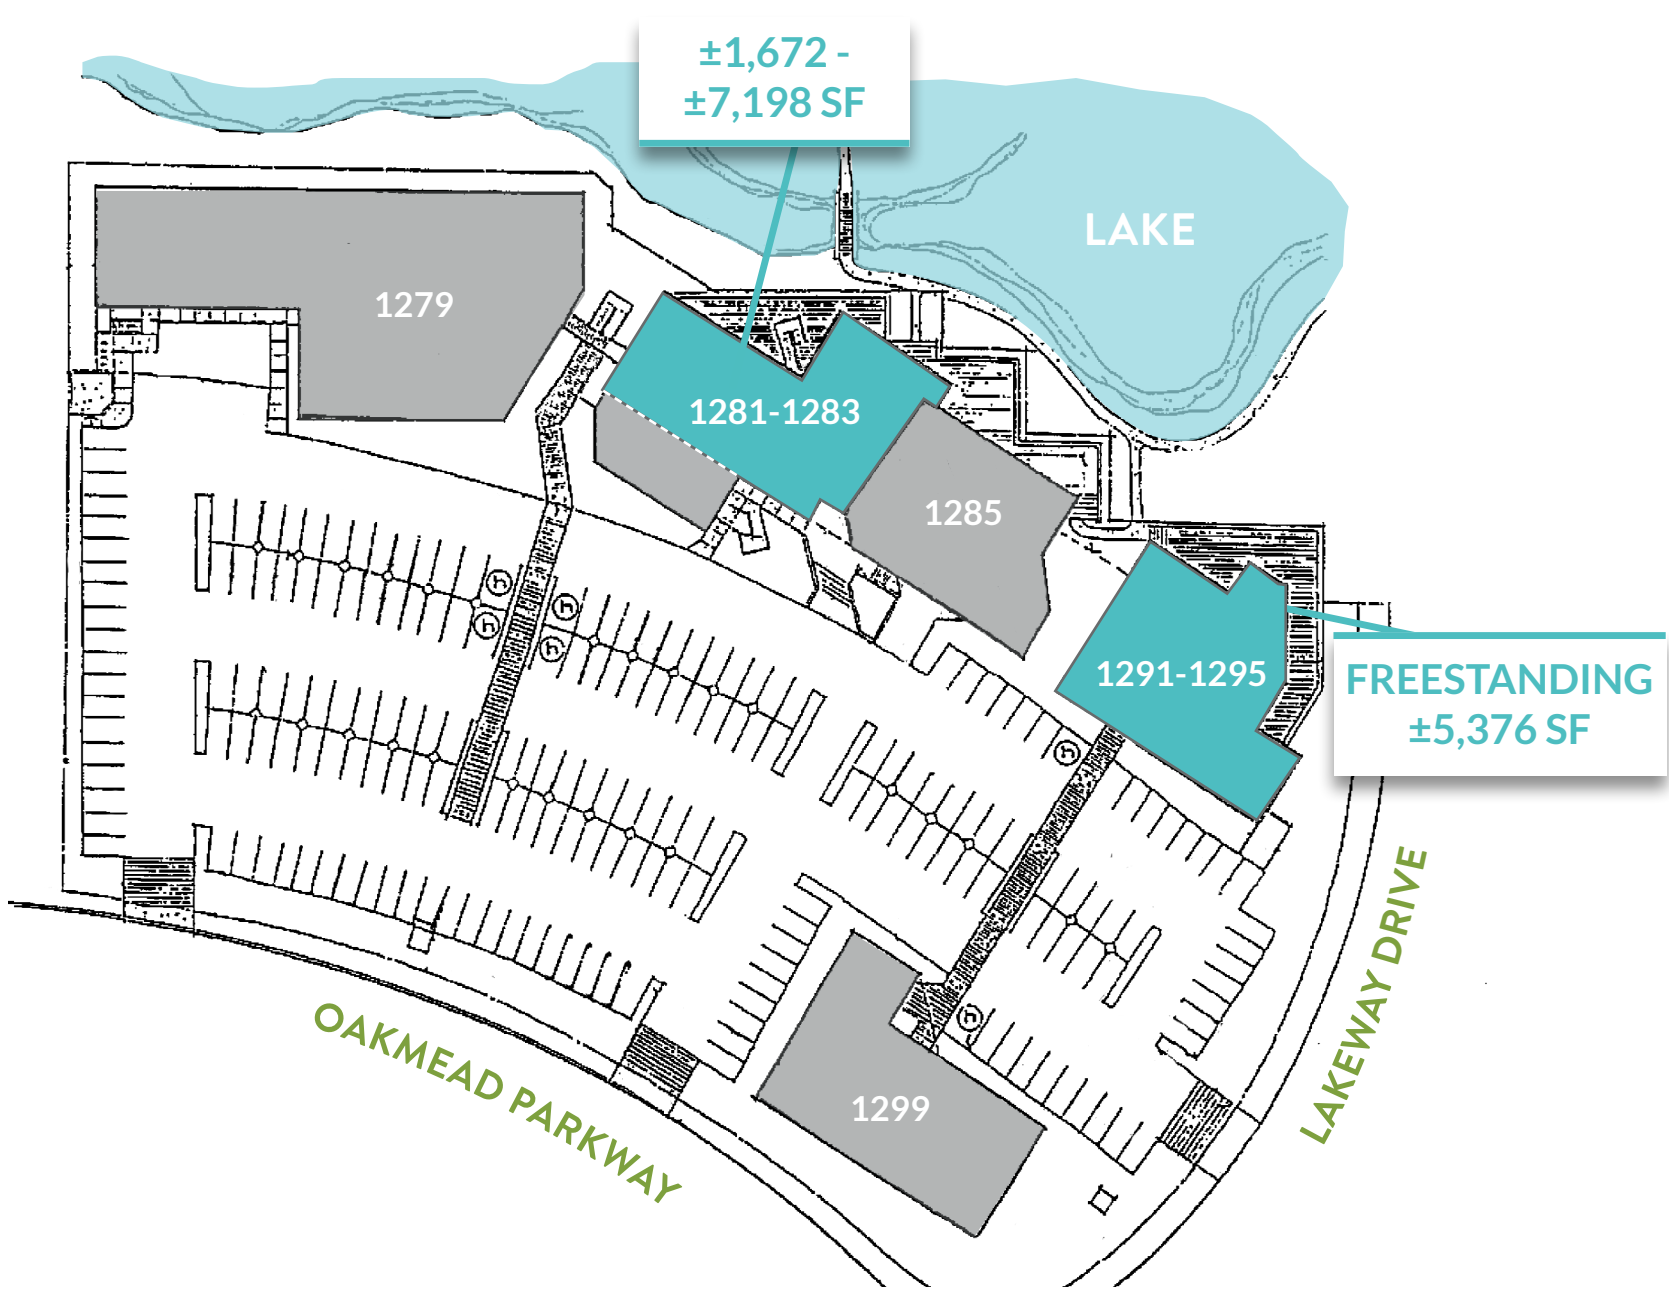 ±1,672 -
±7,198 SF
LAKE
1279
1281-1283
1285
1291-1295
FREESTANDING
±5,376 SF
1299
OAKMEAD PARKWAY
LAKEWAY DRIVE